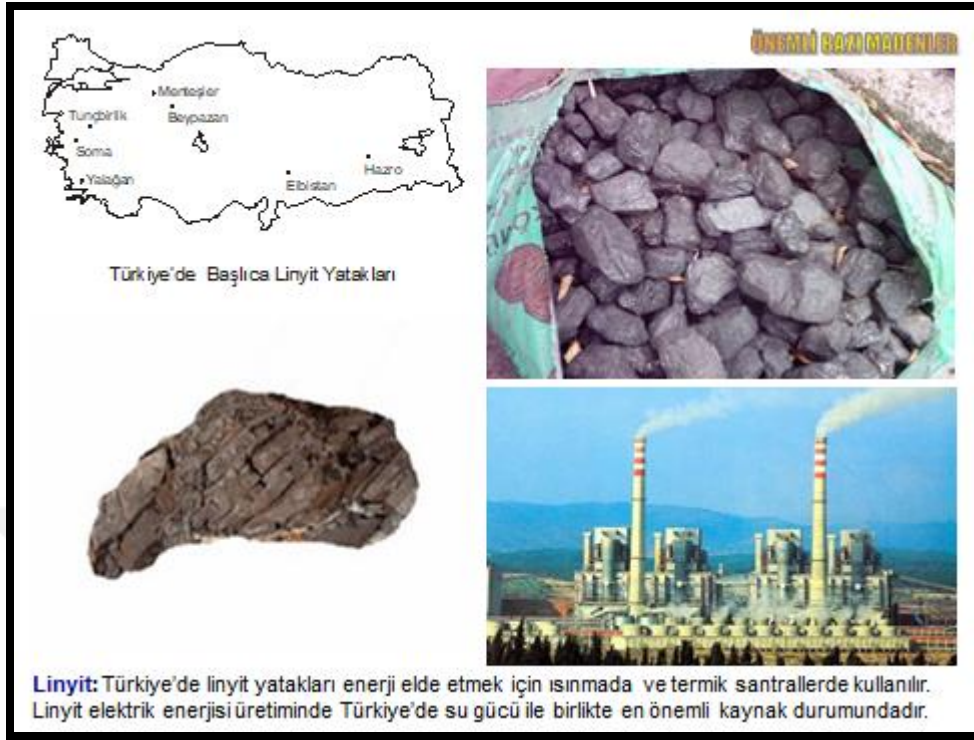 ÖNEMLİ BAZI MADENLER
Menteşler
Tunçbirlik
Beypazarı
Soma
Yatağan
Elbistan
Hazro
Türkiye'de Başlıca Linyit Yatakları
Linyit: Türkiye'de linyit yatakları enerji elde etmek için ısınmada ve termik santrallerde kullanılır.
Linyit elektrik enerjisi üretiminde Türkiye'de su gücü ile birlikte en önemli kaynak durumundadır.